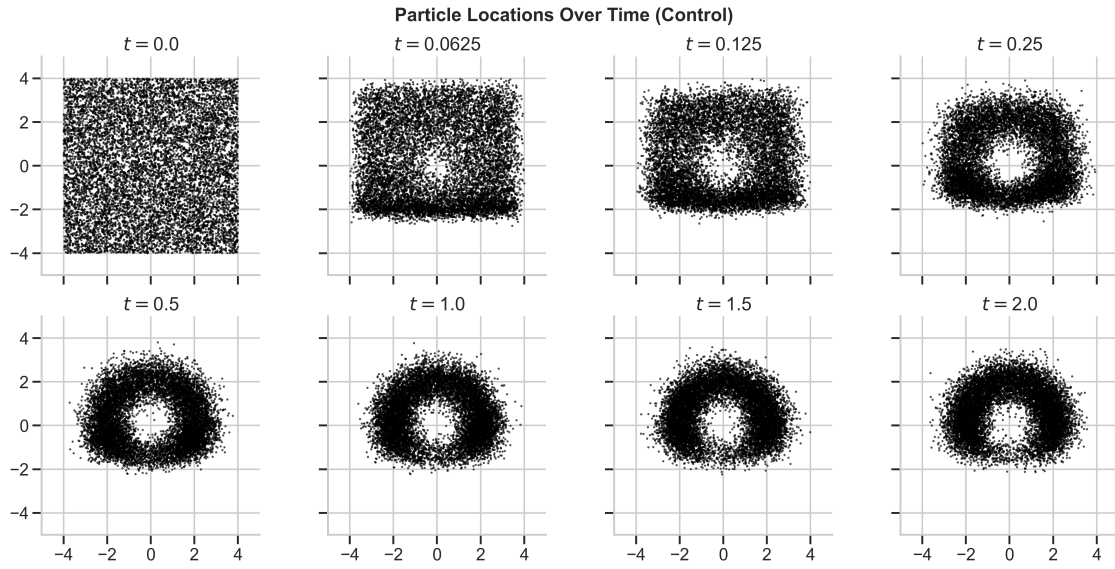 Particle Locations Over Time (Control)
t = 0.0
t = 0.0625
t = 0.125
t = 0.25
4
2
0
−2
−4
t = 0.5
t = 1.0
t = 1.5
t = 2.0
4
2
0
−2
−4
−4 −2 0 2 4
−4 −2 0 2 4
−4 −2 0 2 4
−4 −2 0 2 4